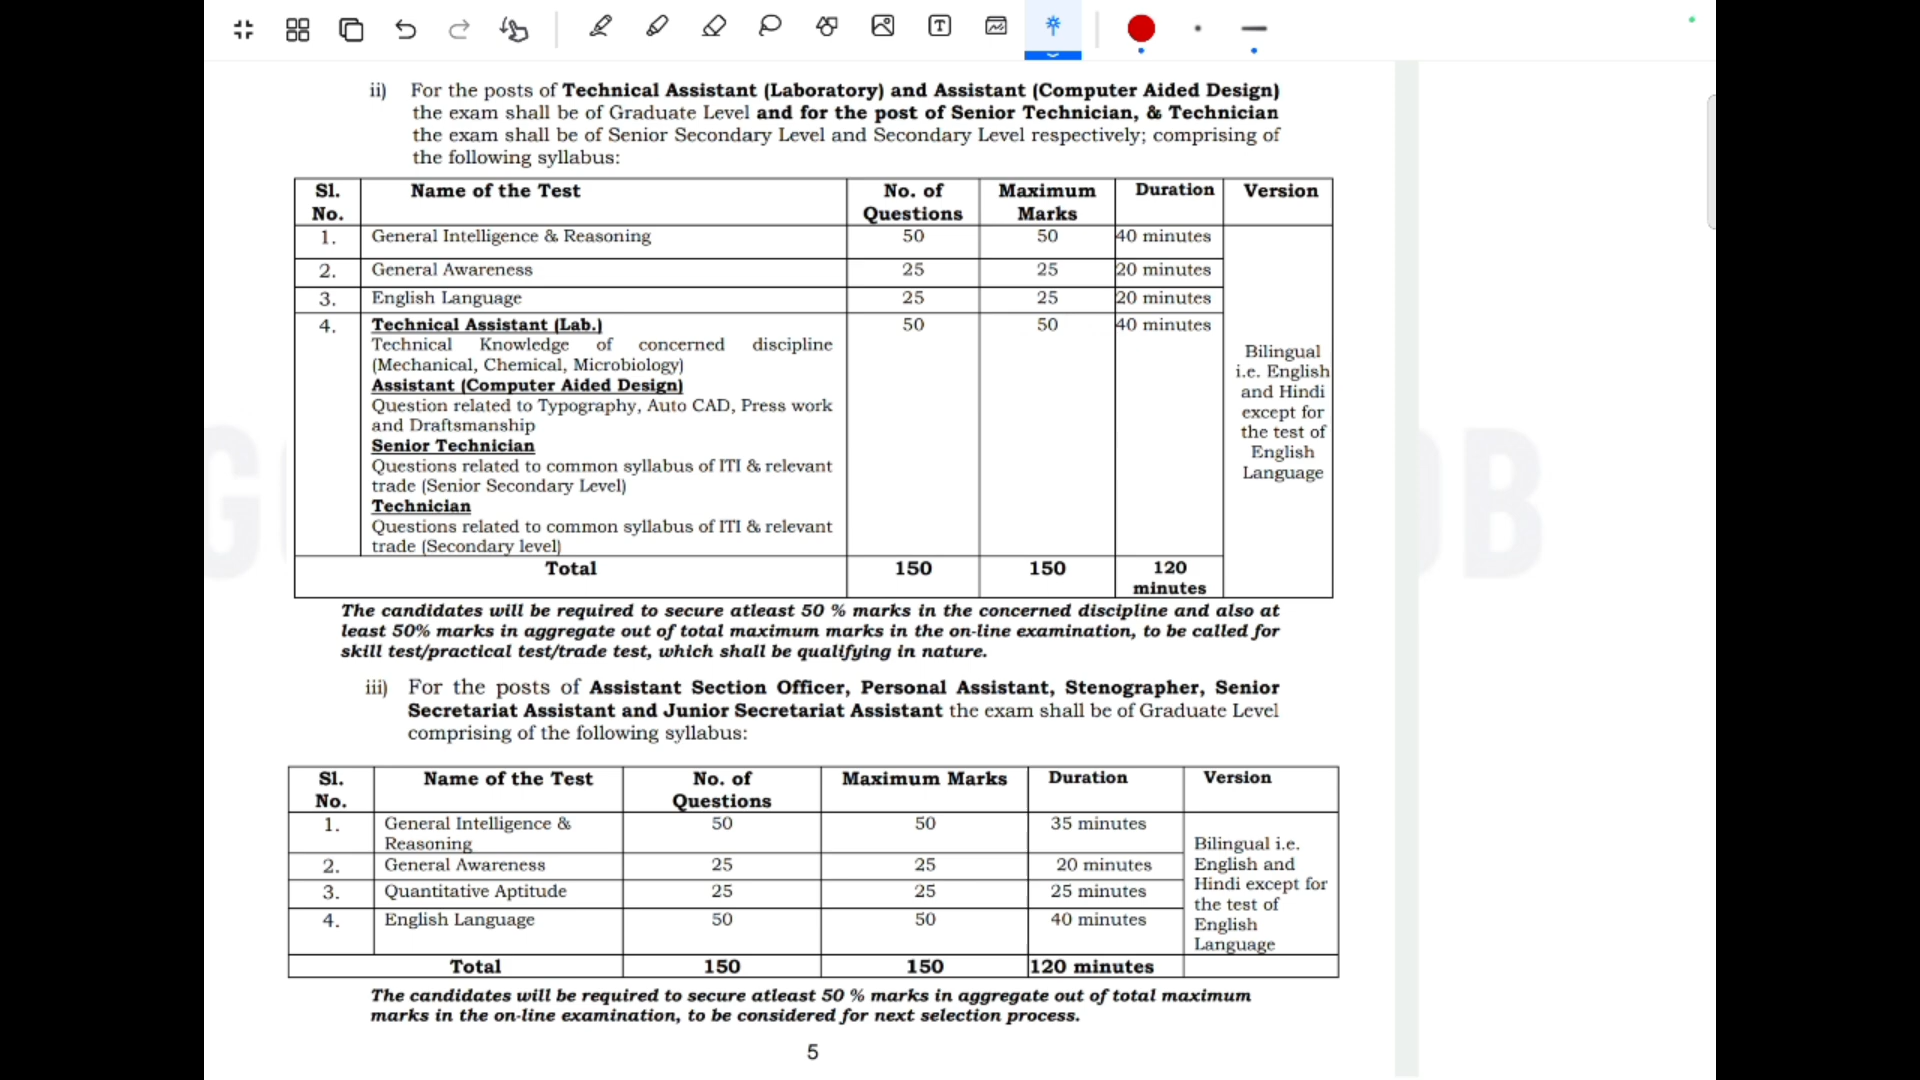 ii) For the posts of Technical Assistant (Laboratory) and Assistant (Computer Aided Design)
the exam shall be of Graduate Level and for the post of Senior Technician, & Technician
the exam shall be of Senior Secondary Level and Secondary Level respectively; comprising of
the following syllabus:
Sl. No. Name of the Test No. of Questions Maximum Marks Duration Version
1. General Intelligence & Reasoning 50 50 40 minutes
2. General Awareness 25 25 20 minutes
3. English Language 25 25 20 minutes
4. Technical Assistant (Lab.) 50 50 40 minutes
Technical Knowledge of concerned discipline
(Mechanical, Chemical, Microbiology)
Assistant (Computer Aided Design)
Question related to Typography, Auto CAD, Press work
and Draftsmanship
Senior Technician
Questions related to common syllabus of ITI & relevant
trade (Senior Secondary Level)
Technician
Questions related to common syllabus of ITI & relevant
trade (Secondary level)
Bilingual
i.e. English
and Hindi
except for
the test of
English
Language
Total 150 150 120 minutes
The candidates will be required to secure atleast 50 % marks in the concerned discipline and also at
least 50% marks in aggregate out of total maximum marks in the on-line examination, to be called for
skill test/practical test/trade test, which shall be qualifying in nature.
iii) For the posts of Assistant Section Officer, Personal Assistant, Stenographer, Senior
Secretariat Assistant and Junior Secretariat Assistant the exam shall be of Graduate Level
comprising of the following syllabus:
Sl. No. Name of the Test No. of Questions Maximum Marks Duration Version
1. General Intelligence & Reasoning 50 50 35 minutes
2. General Awareness 25 25 20 minutes
3. Quantitative Aptitude 25 25 25 minutes
4. English Language 50 50 40 minutes
Bilingual i.e.
English and
Hindi except for
the test of
English
Language
Total 150 150 120 minutes
The candidates will be required to secure atleast 50 % marks in aggregate out of total maximum
marks in the on-line examination, to be considered for next selection process.
5